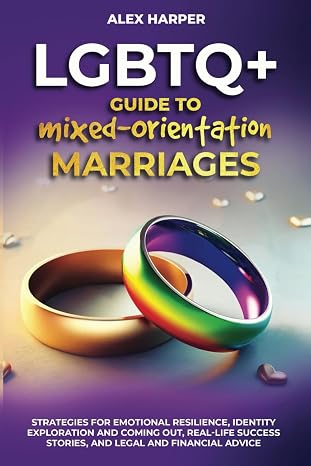 ALEX HARPER
LGBTQ+
GUIDE TO
mixed-orientation
MARRIAGES
STRATEGIES FOR EMOTIONAL RESILIENCE, IDENTITY
EXPLORATION AND COMING OUT, REAL-LIFE SUCCESS
STORIES, AND LEGAL AND FINANCIAL ADVICE